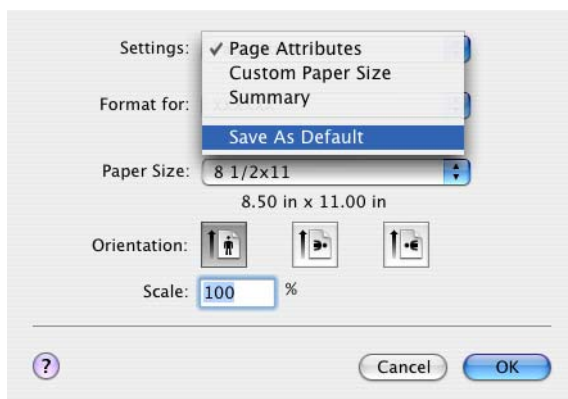 Settings:
✓ Page Attributes
Custom Paper Size
Summary
Format for:
Save As Default
Paper Size: 8 1/2x11
8.50 in x 11.00 in
Orientation:
Scale: 100 %
? Cancel OK